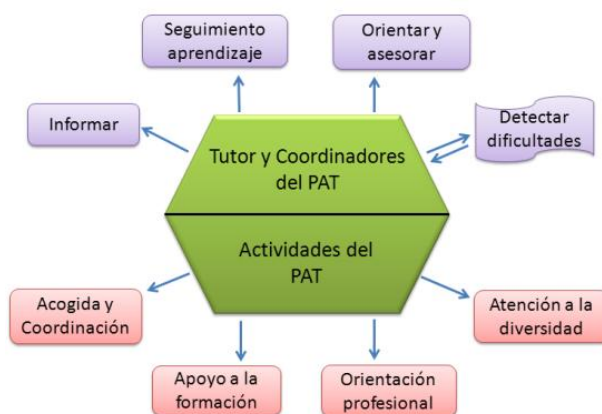 Seguimiento
aprendizaje
Orientar y
asesorar
Informar
Detectar
dificultades
Tutor y Coordinadores
del PAT
Actividades del
PAT
Acogida y
Coordinación
Atención a la
diversidad
Apoyo a la
formación
Orientación
profesional